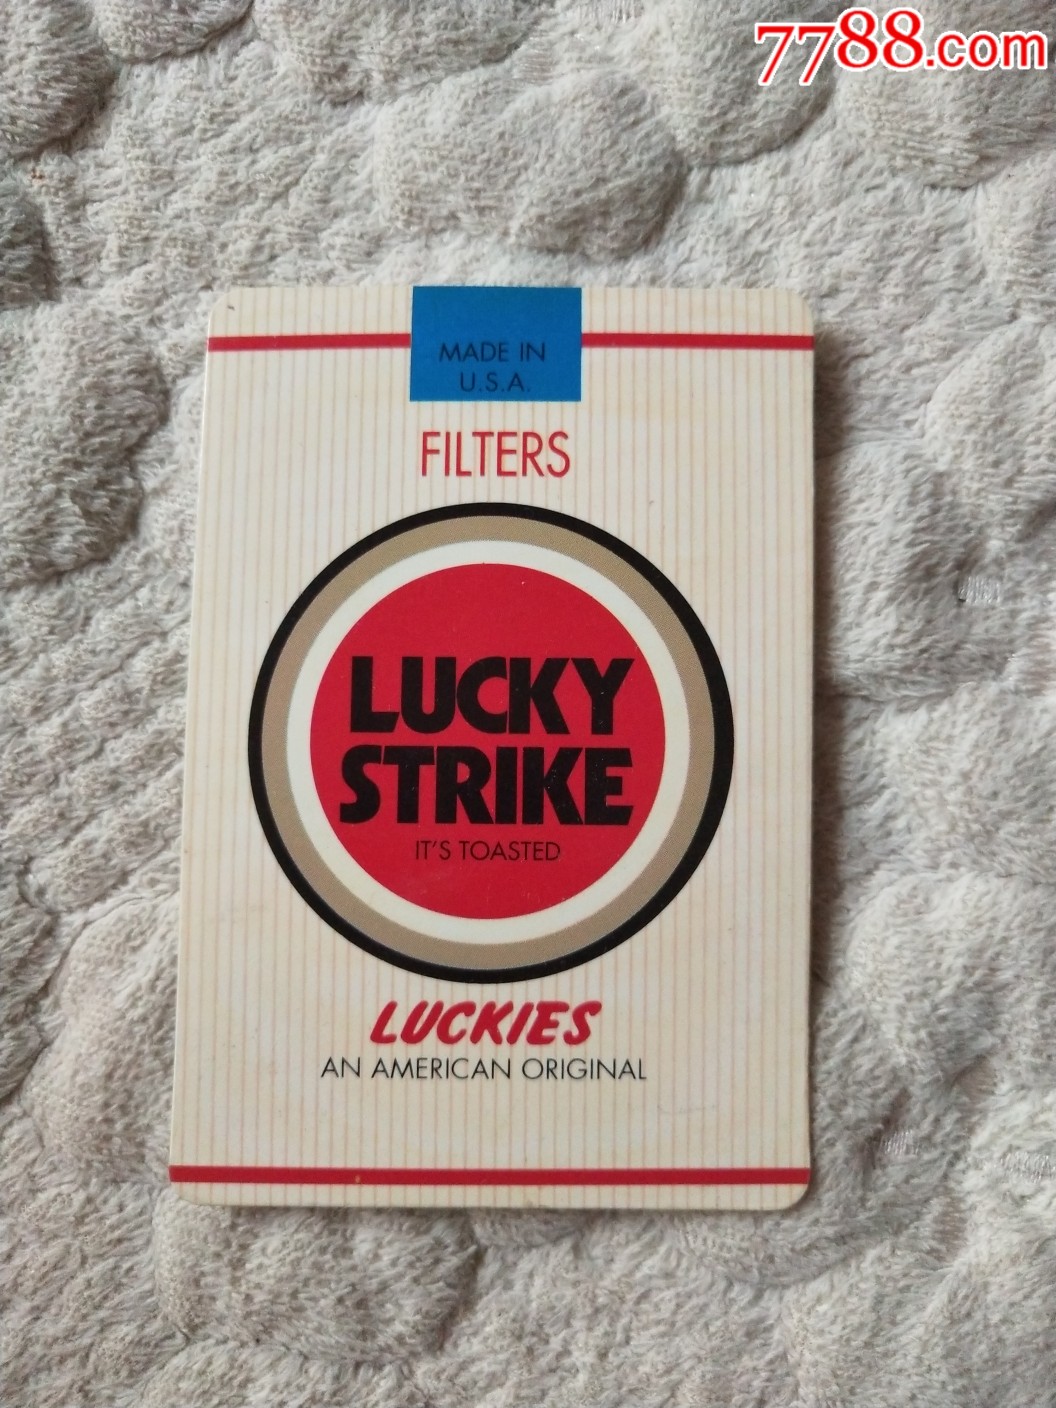 7788.com
MADE IN
U.S.A.
FILTERS
LUCKY
STRIKE
IT'S TOASTED
LUCKIES
AN AMERICAN ORIGINAL